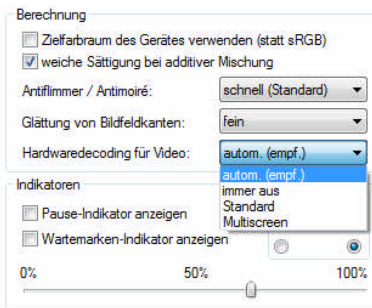 Berechnung
Zielfarbraum des Gerätes verwenden (statt sRGB)
weiche Sättigung bei additiver Mischung
Antiflimmer / Antimoiré: schnell (Standard)
Glättung von Bildfeldkanten: fein
Hardwaredecoding für Video: autom. (empf.)
autom. (empf.)
immer aus
Standard
Multiscreen
Indikatoren
Pause-Indikator anzeigen
Wartemarken-Indikator anzeigen
0% 50% 100%